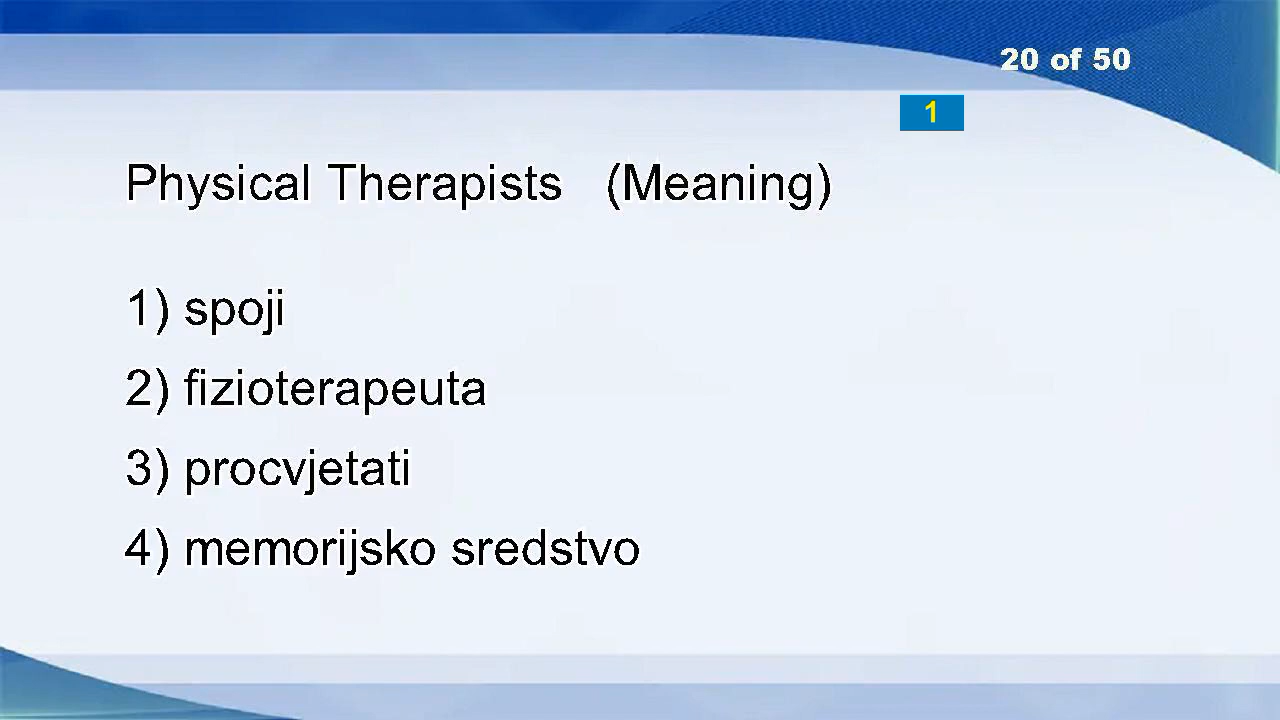 20 of 50
1
Physical Therapists (Meaning)
1) spoji
2) fizioterapeuta
3) procvjetati
4) memorijsko sredstvo